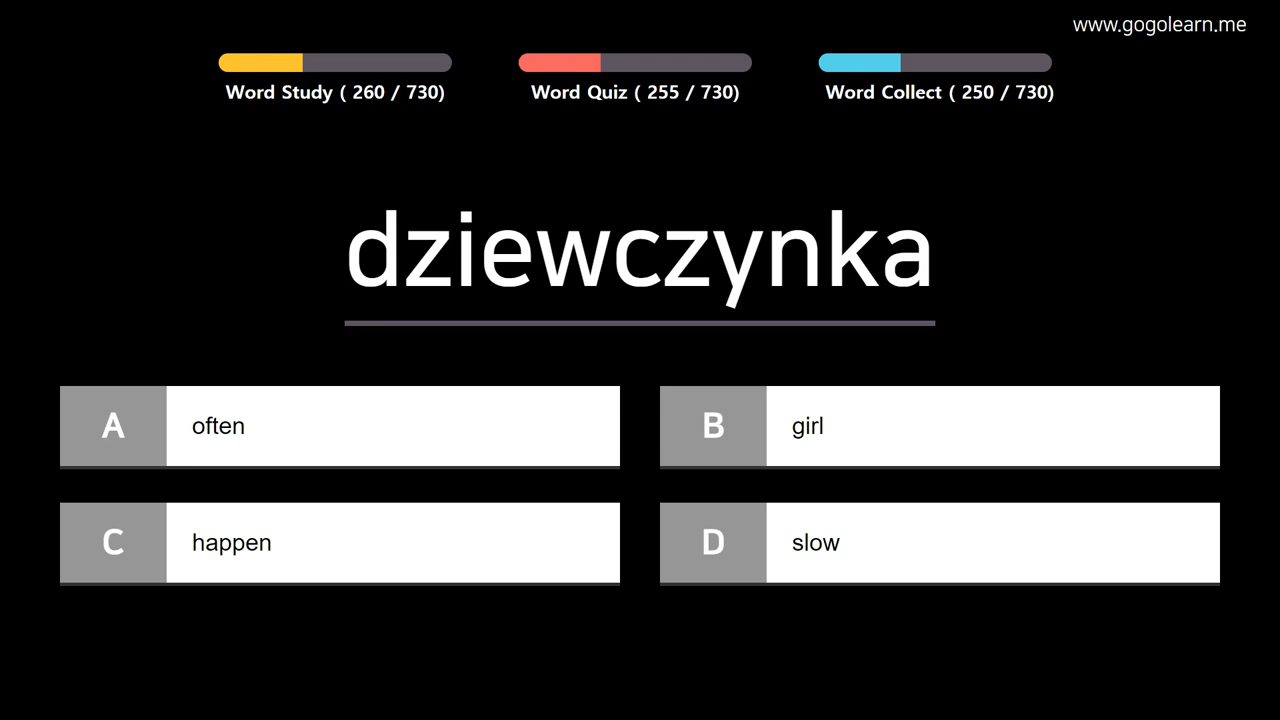 www.gogolearn.me
Word Study ( 260 / 730)
Word Quiz ( 255 / 730)
Word Collect ( 250 / 730)
dziewczynka
A often
B girl
C happen
D slow